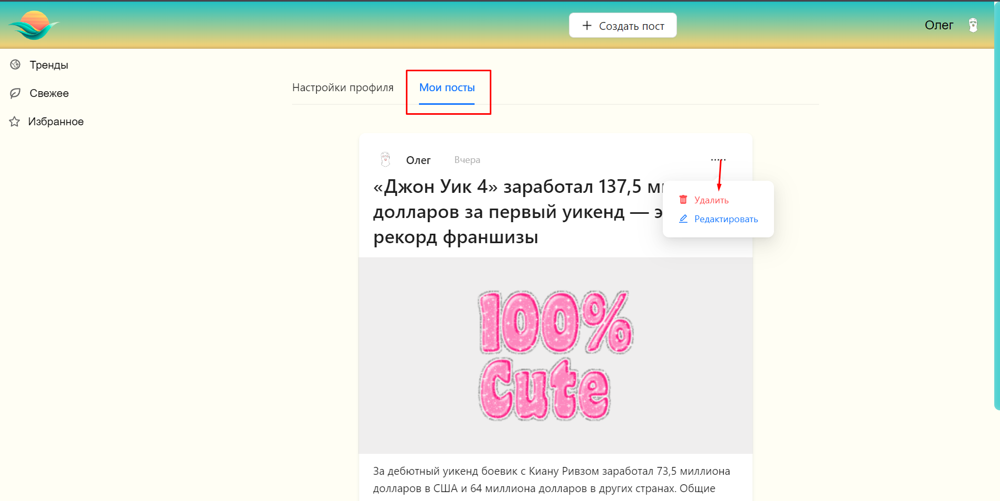 Создать пост
Олег
Тренды
Свежее
Избранное
Настройки профиля
Мои посты
Олег
Вчера
«Джон Уик 4» заработал 137,5
долларов за первый уикенд —
рекорд франшизы
Удалить
Редактировать
100%
Cute
За дебютный уикенд боевик с Киану Ривзом заработал 73,5 миллиона
долларов в США и 64 миллиона долларов в других странах. Общие